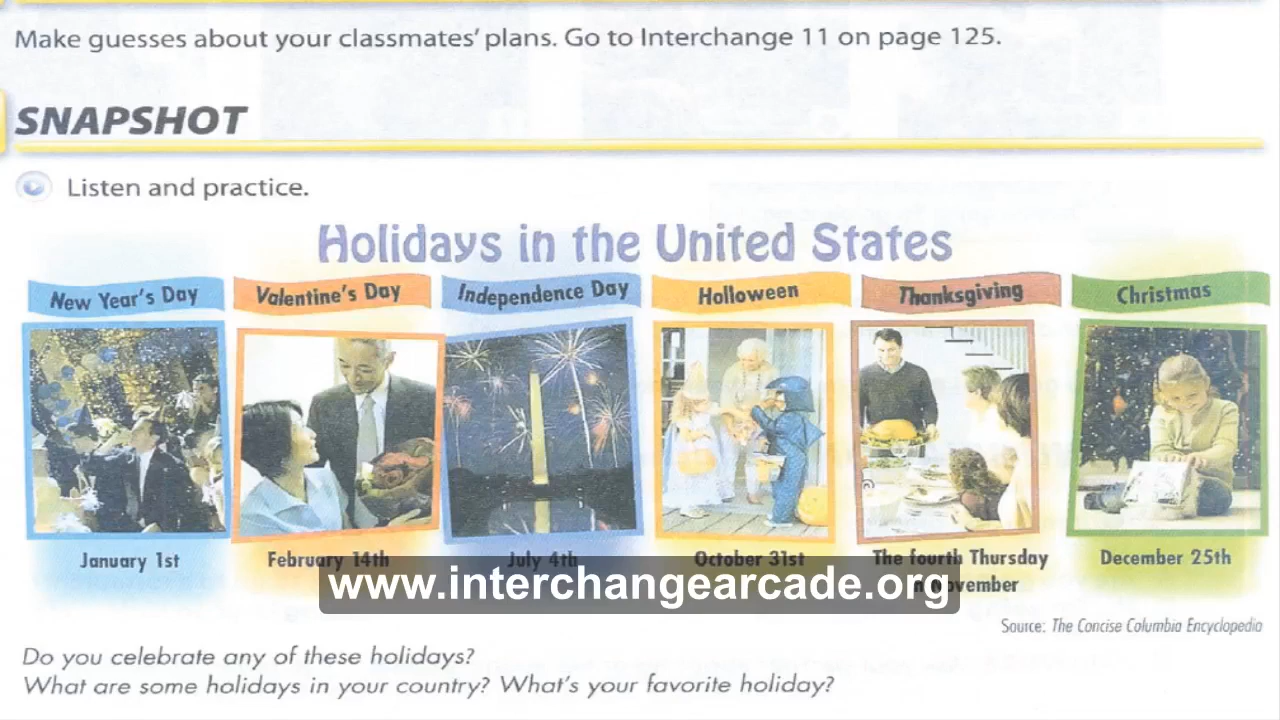 Make guesses about your classmates' plans. Go to Interchange 11 on page 125.
SNAPSHOT
Listen and practice.
Holidays in the United States
New Year's Day
Valentine's Day
Independence Day
Holloween
Thanksgiving
Christmas
January 1st
February 14th
July 4th
October 31st
The fourth Thursday
in November
December 25th
www.interchangearcade.org
Source: The Concise Columbia Encyclopedia
Do you celebrate any of these holidays?
What are some holidays in your country? What's your favorite holiday?